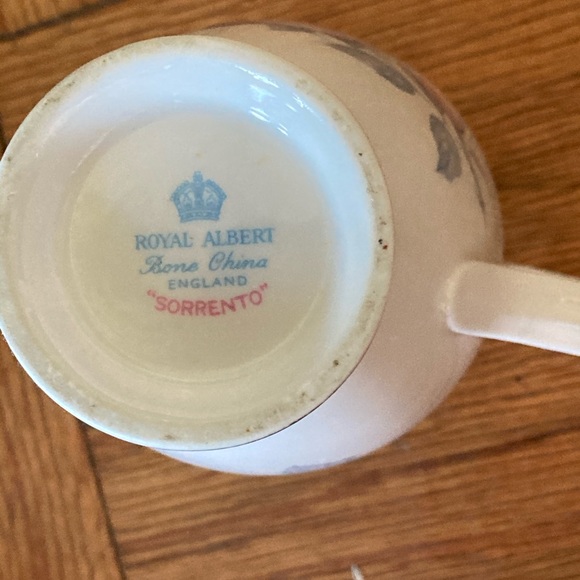 ROYAL ALBERT
Bone China
ENGLAND
"SORRENTO"